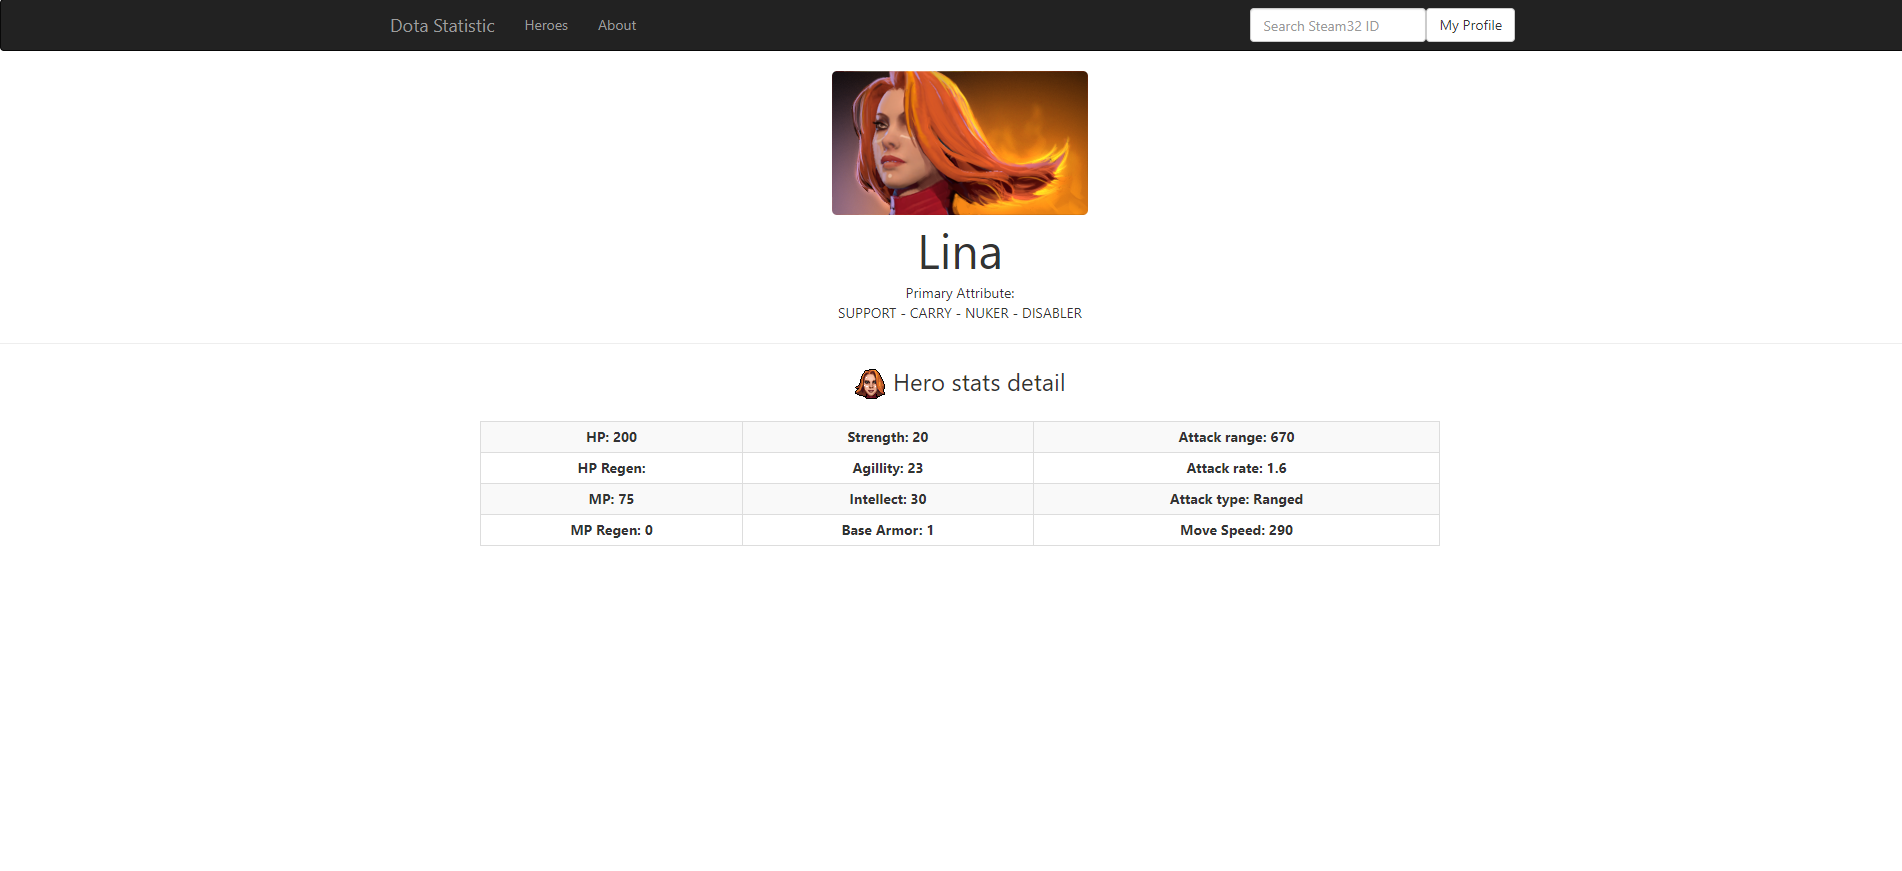 Dota Statistic Heroes About Search Steam32 ID My Profile
Lina
Primary Attribute:
SUPPORT - CARRY - NUKER - DISABLER
Hero stats detail
HP: 200 Strength: 20 Attack range: 670
HP Regen: Agillity: 23 Attack rate: 1.6
MP: 75 Intellect: 30 Attack type: Ranged
MP Regen: 0 Base Armor: 1 Move Speed: 290